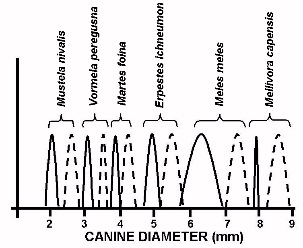 Mustola nivalis
Vormela peregusna
Martes foina
Erpestes ichneumon
Meles meles
Mellivora capensis
2 3 4 5 6 7 8 9
CANINE DIAMETER (mm)